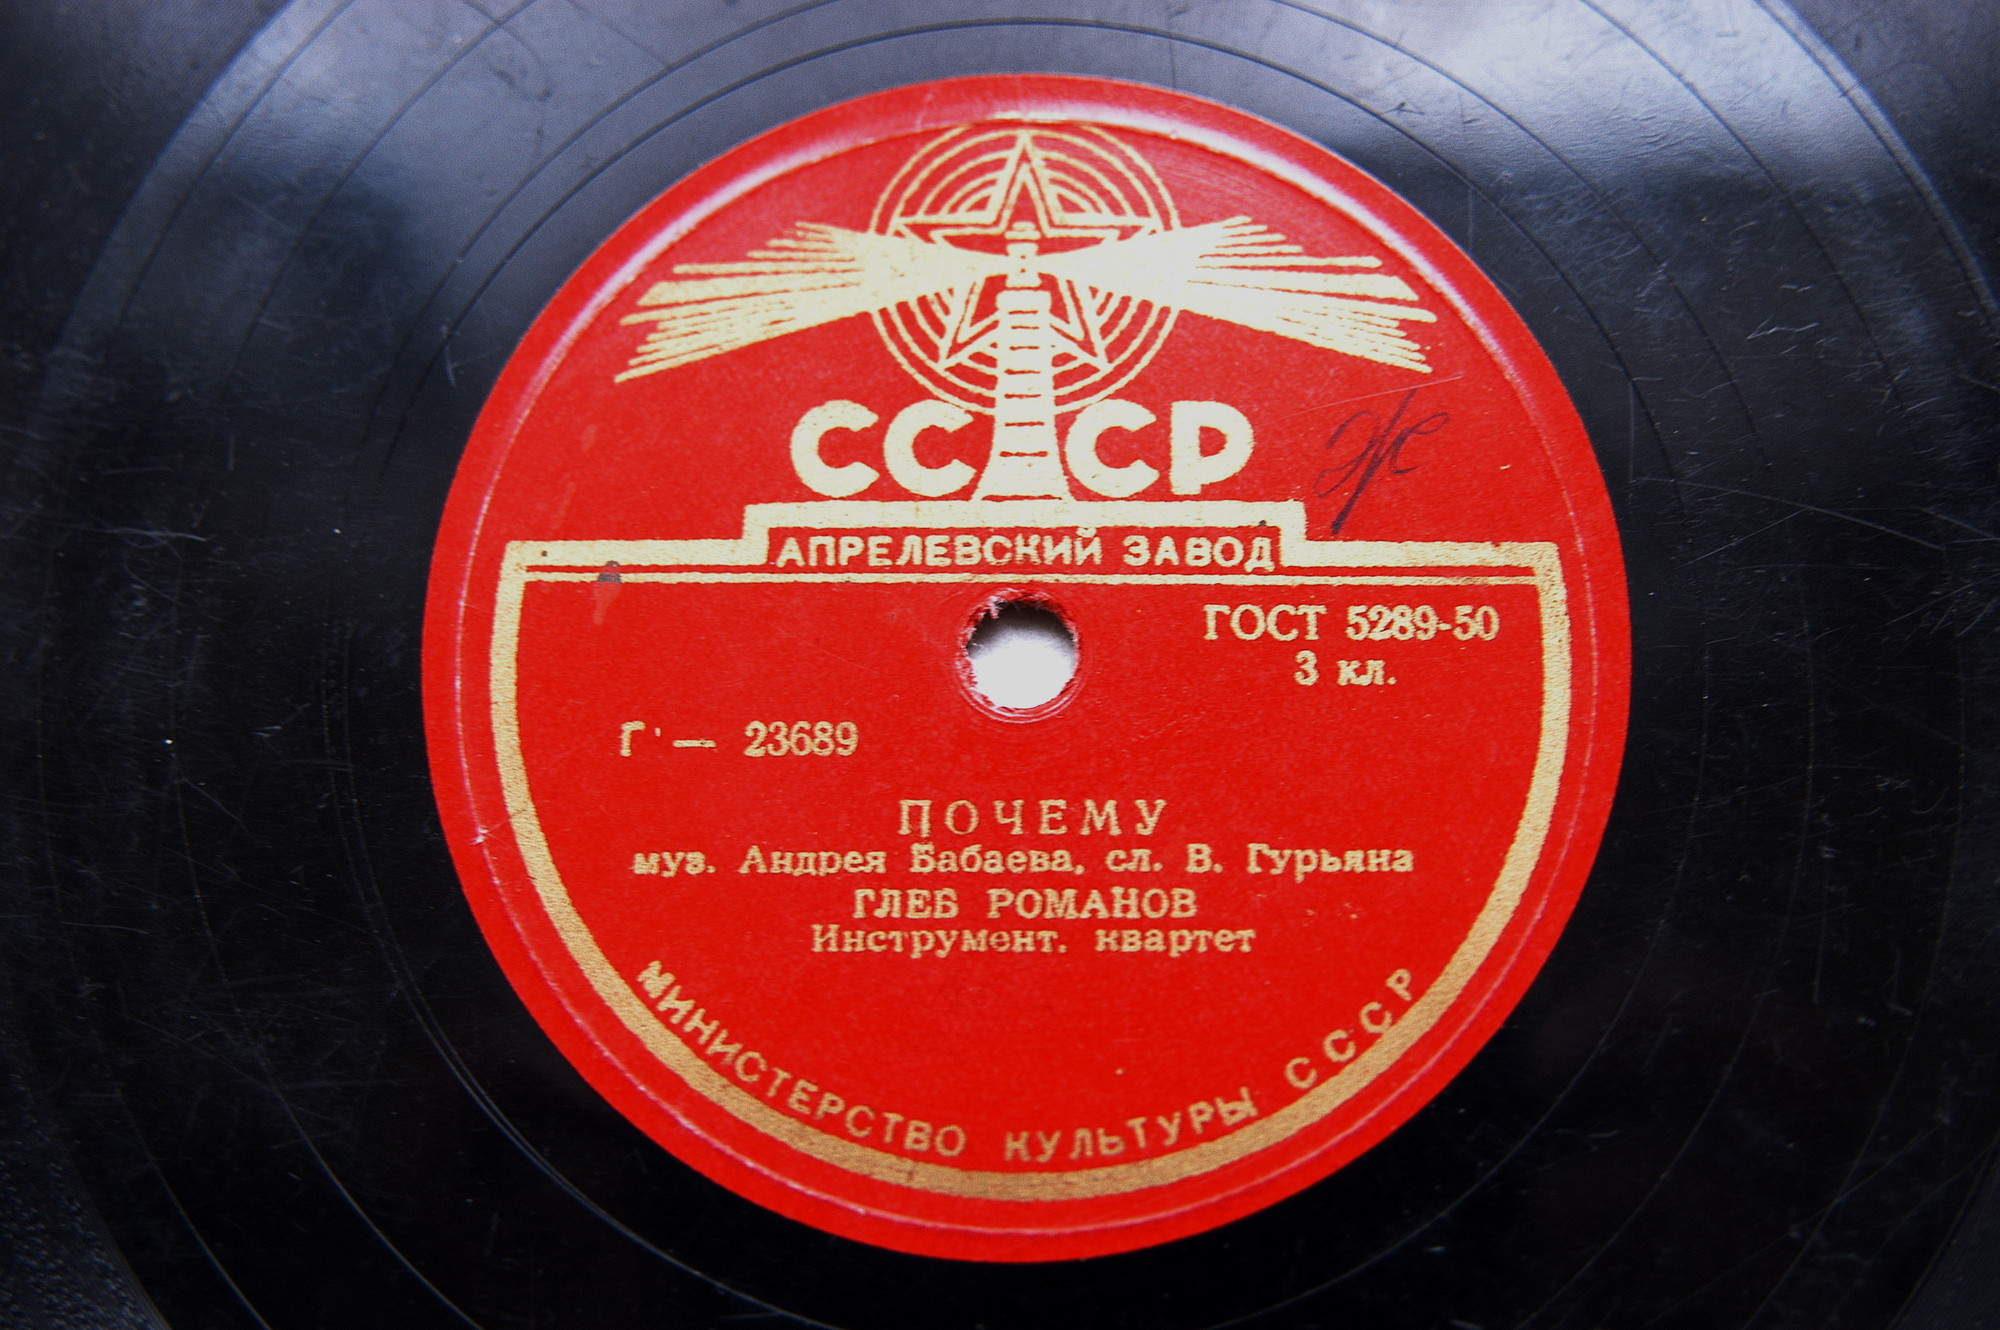 СССР
Ж
АПРЕЛЕВСКИЙ ЗАВОД
ГОСТ 5289-50
3 кл.
Г — 23689
ПОЧЕМУ
муз. Андрея Бабаева, сл. В. Гурьяна
ГЛЕБ РОМАНОВ
Инструмент. квартет
МИНИСТЕРСТВО КУЛЬТУРЫ СССР